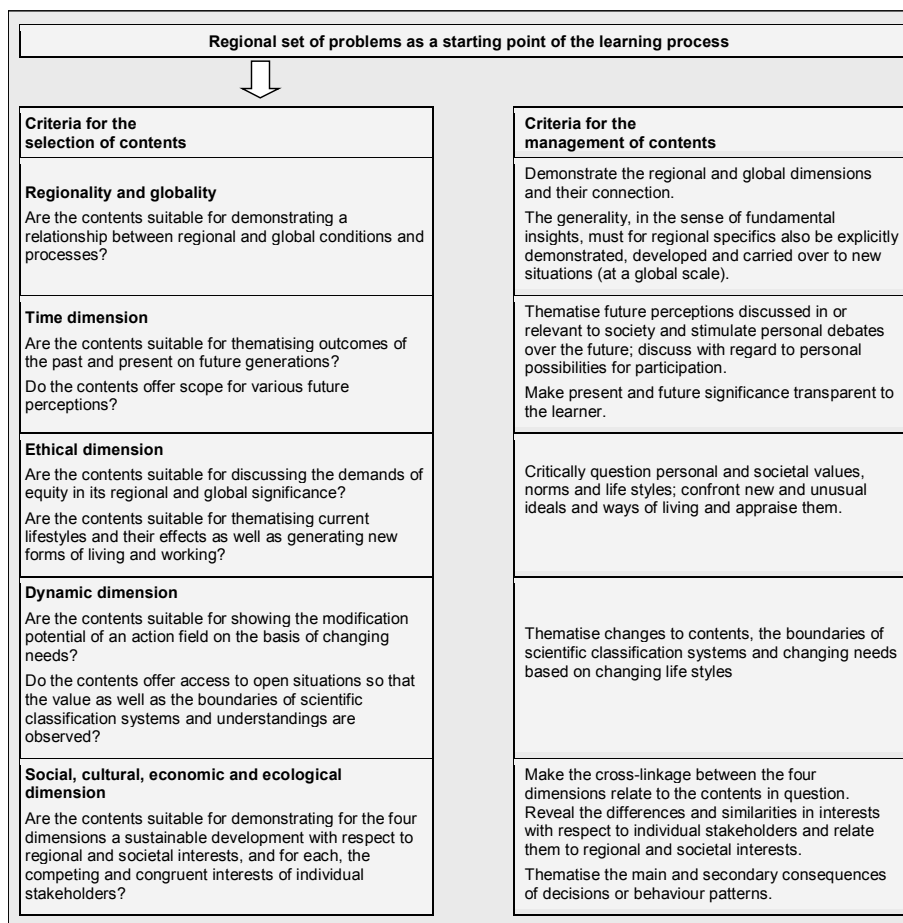 Regional set of problems as a starting point of the learning process
Criteria for the
selection of contents
Regionality and globality
Are the contents suitable for demonstrating a
relationship between regional and global conditions and
processes?
Time dimension
Are the contents suitable for thematising outcomes of
the past and present on future generations?
Do the contents offer scope for various future
perceptions?
Ethical dimension
Are the contents suitable for discussing the demands of
equity in its regional and global significance?
Are the contents suitable for thematising current
lifestyles and their effects as well as generating new
forms of living and working?
Dynamic dimension
Are the contents suitable for showing the modification
potential of an action field on the basis of changing
needs?
Do the contents offer access to open situations so that
the value as well as the boundaries of scientific
classification systems and understandings are
observed?
Social, cultural, economic and ecological
dimension
Are the contents suitable for demonstrating for the four
dimensions a sustainable development with respect to
regional and societal interests, and for each, the
competing and congruent interests of individual
stakeholders?
Criteria for the
management of contents
Demonstrate the regional and global dimensions
and their connection.
The generality, in the sense of fundamental
insights, must for regional specifics also be explicitly
demonstrated, developed and carried over to new
situations (at a global scale).
Thematise future perceptions discussed in or
relevant to society and stimulate personal debates
over the future; discuss with regard to personal
possibilities for participation.
Make present and future significance transparent to
the learner.
Critically question personal and societal values,
norms and life styles; confront new and unusual
ideals and ways of living and appraise them.
Thematise changes to contents, the boundaries of
scientific classification systems and changing needs
based on changing life styles
Make the cross-linkage between the four
dimensions relate to the contents in question.
Reveal the differences and similarities in interests
with respect to individual stakeholders and relate
them to regional and societal interests.
Thematise the main and secondary consequences
of decisions or behaviour patterns.